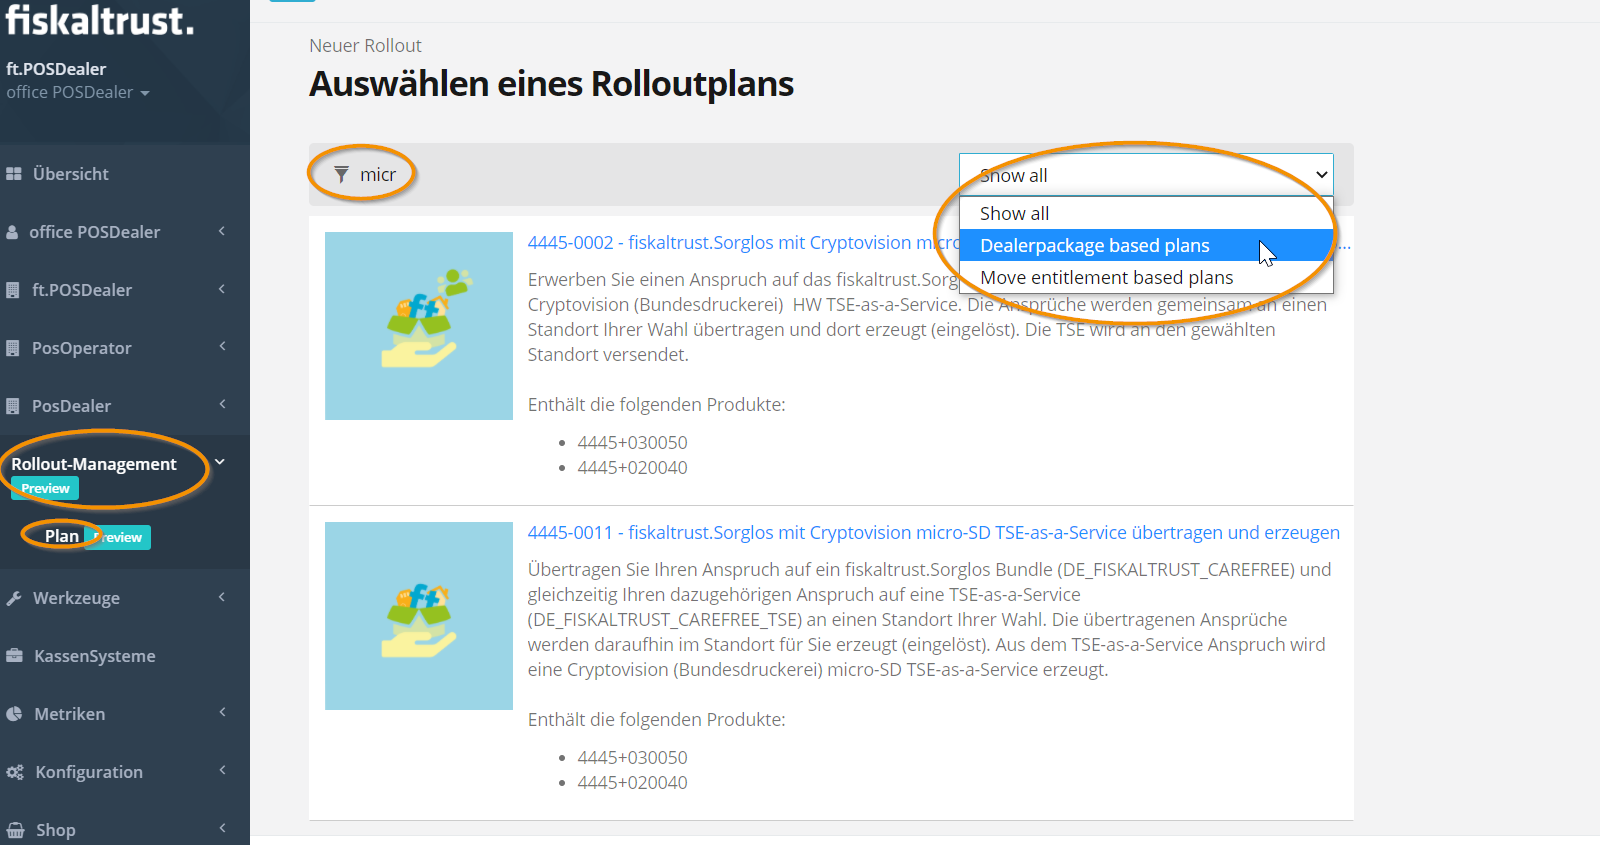 fiskaltrust.
ft.POSDealer
office POSDealer
Übersicht
office POSDealer
ft.POSDealer
PosOperator
PosDealer
Rollout-Management
Preview
Plan Preview
Werkzeuge
KassenSysteme
Metriken
Konfiguration
Shop
Neuer Rollout
Auswählen eines Rolloutplans
micr
Show all
Show all
Dealerpackage based plans
Move entitlement based plans
4445-0002 - fiskaltrust.Sorglos mit Cryptovision micro ...
Erwerben Sie einen Anspruch auf das fiskaltrust.Sorg
Cryptovision (Bundesdruckerei) HW TSE-as-a-Service. Die Ansprüche werden gemeinsam an einen
Standort Ihrer Wahl übertragen und dort erzeugt (eingelöst). Die TSE wird an den gewählten
Standort versendet.
Enthält die folgenden Produkte:
• 4445+030050
• 4445+020040
4445-0011 - fiskaltrust.Sorglos mit Cryptovision micro-SD TSE-as-a-Service übertragen und erzeugen
Übertragen Sie Ihren Anspruch auf ein fiskaltrust.Sorglos Bundle (DE_FISKALTRUST_CAREFREE) und
gleichzeitig Ihren dazugehörigen Anspruch auf eine TSE-as-a-Service
(DE_FISKALTRUST_CAREFREE_TSE) an einen Standort Ihrer Wahl. Die übertragenen Ansprüche
werden daraufhin im Standort für Sie erzeugt (eingelöst). Aus dem TSE-as-a-Service Anspruch wird
eine Cryptovision (Bundesdruckerei) micro-SD TSE-as-a-Service erzeugt.
Enthält die folgenden Produkte:
• 4445+030050
• 4445+020040